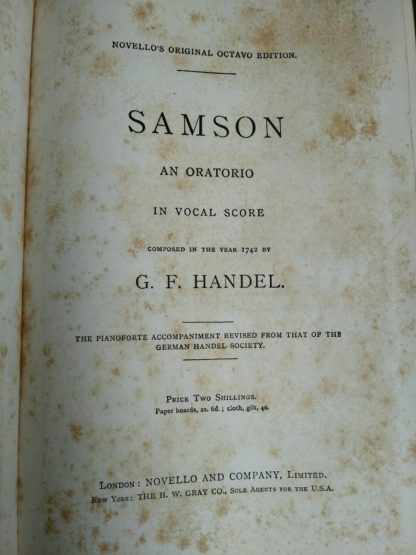 NOVELLO'S ORIGINAL OCTAVO EDITION.
SAMSON
AN ORATORIO
IN VOCAL SCORE
COMPOSED IN THE YEAR 1742 BY
G. F. HANDEL.
THE PIANOFORTE ACCOMPANIMENT REVISED FROM THAT OF THE
GERMAN HANDEL SOCIETY.
PRICE TWO SHILLINGS.
Paper boards, 2s. 6d.; cloth, gilt, 4s.
LONDON: NOVELLO AND COMPANY, LIMITED.
NEW YORK: THE H. W. GRAY CO., SOLE AGENTS FOR THE U.S.A.